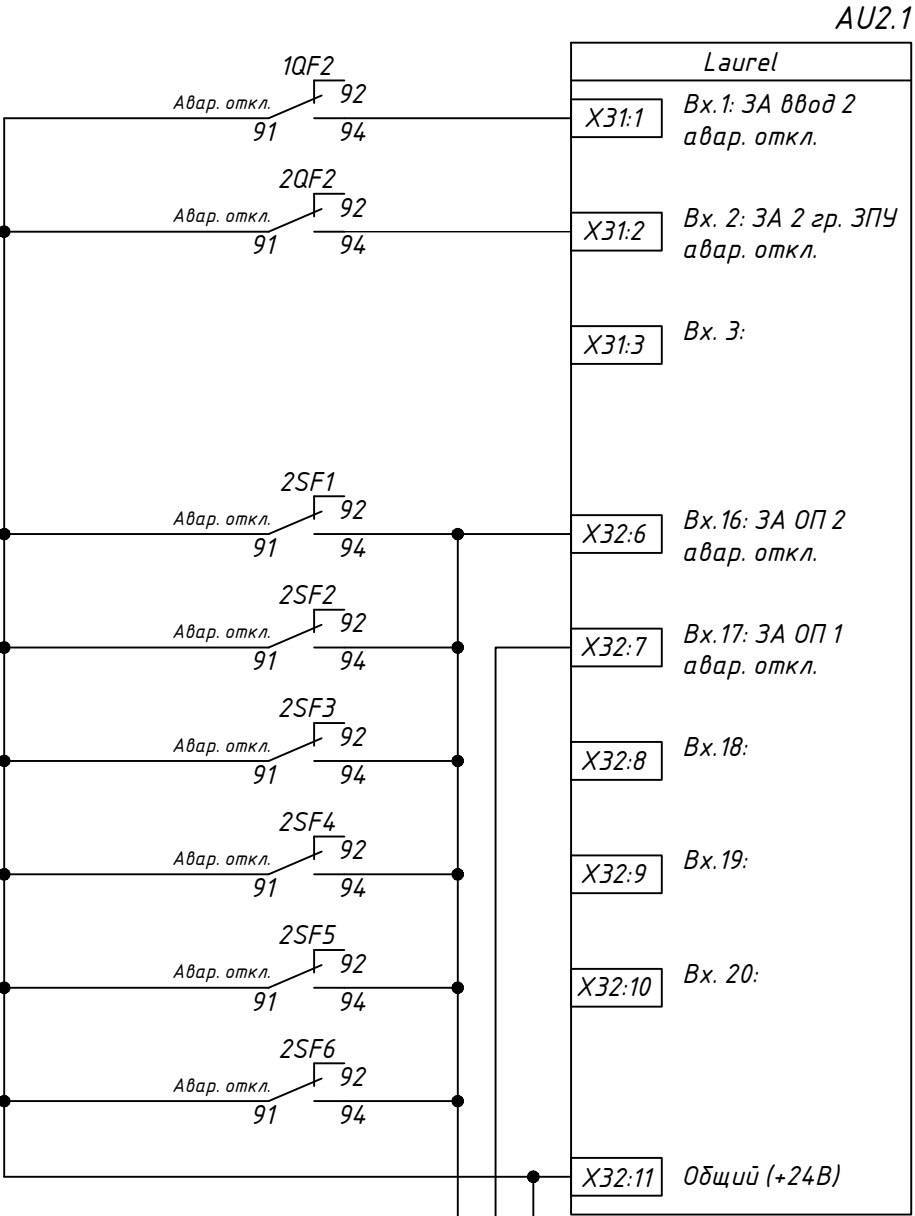 AU2.1
Laurel
1QF2
Авар. откл.
92
91
94
X31:1
Вх.1: ЗА ввод 2
авар. откл.
2QF2
Авар. откл.
92
91
94
X31:2
Вх. 2: ЗА 2 гр. ЗПУ
авар. откл.
X31:3
Вх. 3:
2SF1
Авар. откл.
92
91
94
X32:6
Вх.16: ЗА ОП 2
авар. откл.
2SF2
Авар. откл.
92
91
94
X32:7
Вх.17: ЗА ОП 1
авар. откл.
2SF3
Авар. откл.
92
91
94
X32:8
Вх.18:
2SF4
Авар. откл.
92
91
94
X32:9
Вх.19:
2SF5
Авар. откл.
92
91
94
X32:10
Вх. 20:
2SF6
Авар. откл.
92
91
94
X32:11
Общий (+24В)